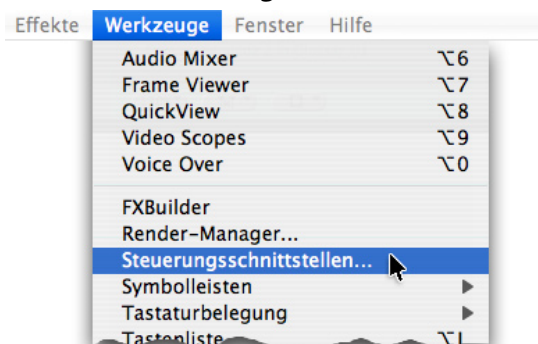 Effekte Werkzeuge Fenster Hilfe
Audio Mixer ⌥6
Frame Viewer ⌥7
QuickView ⌥8
Video Scopes ⌥9
Voice Over ⌥0
FXBuilder
Render-Manager...
Steuerungsschnittstellen...
Symbolleisten
Tastaturbelegung
Tastenliste